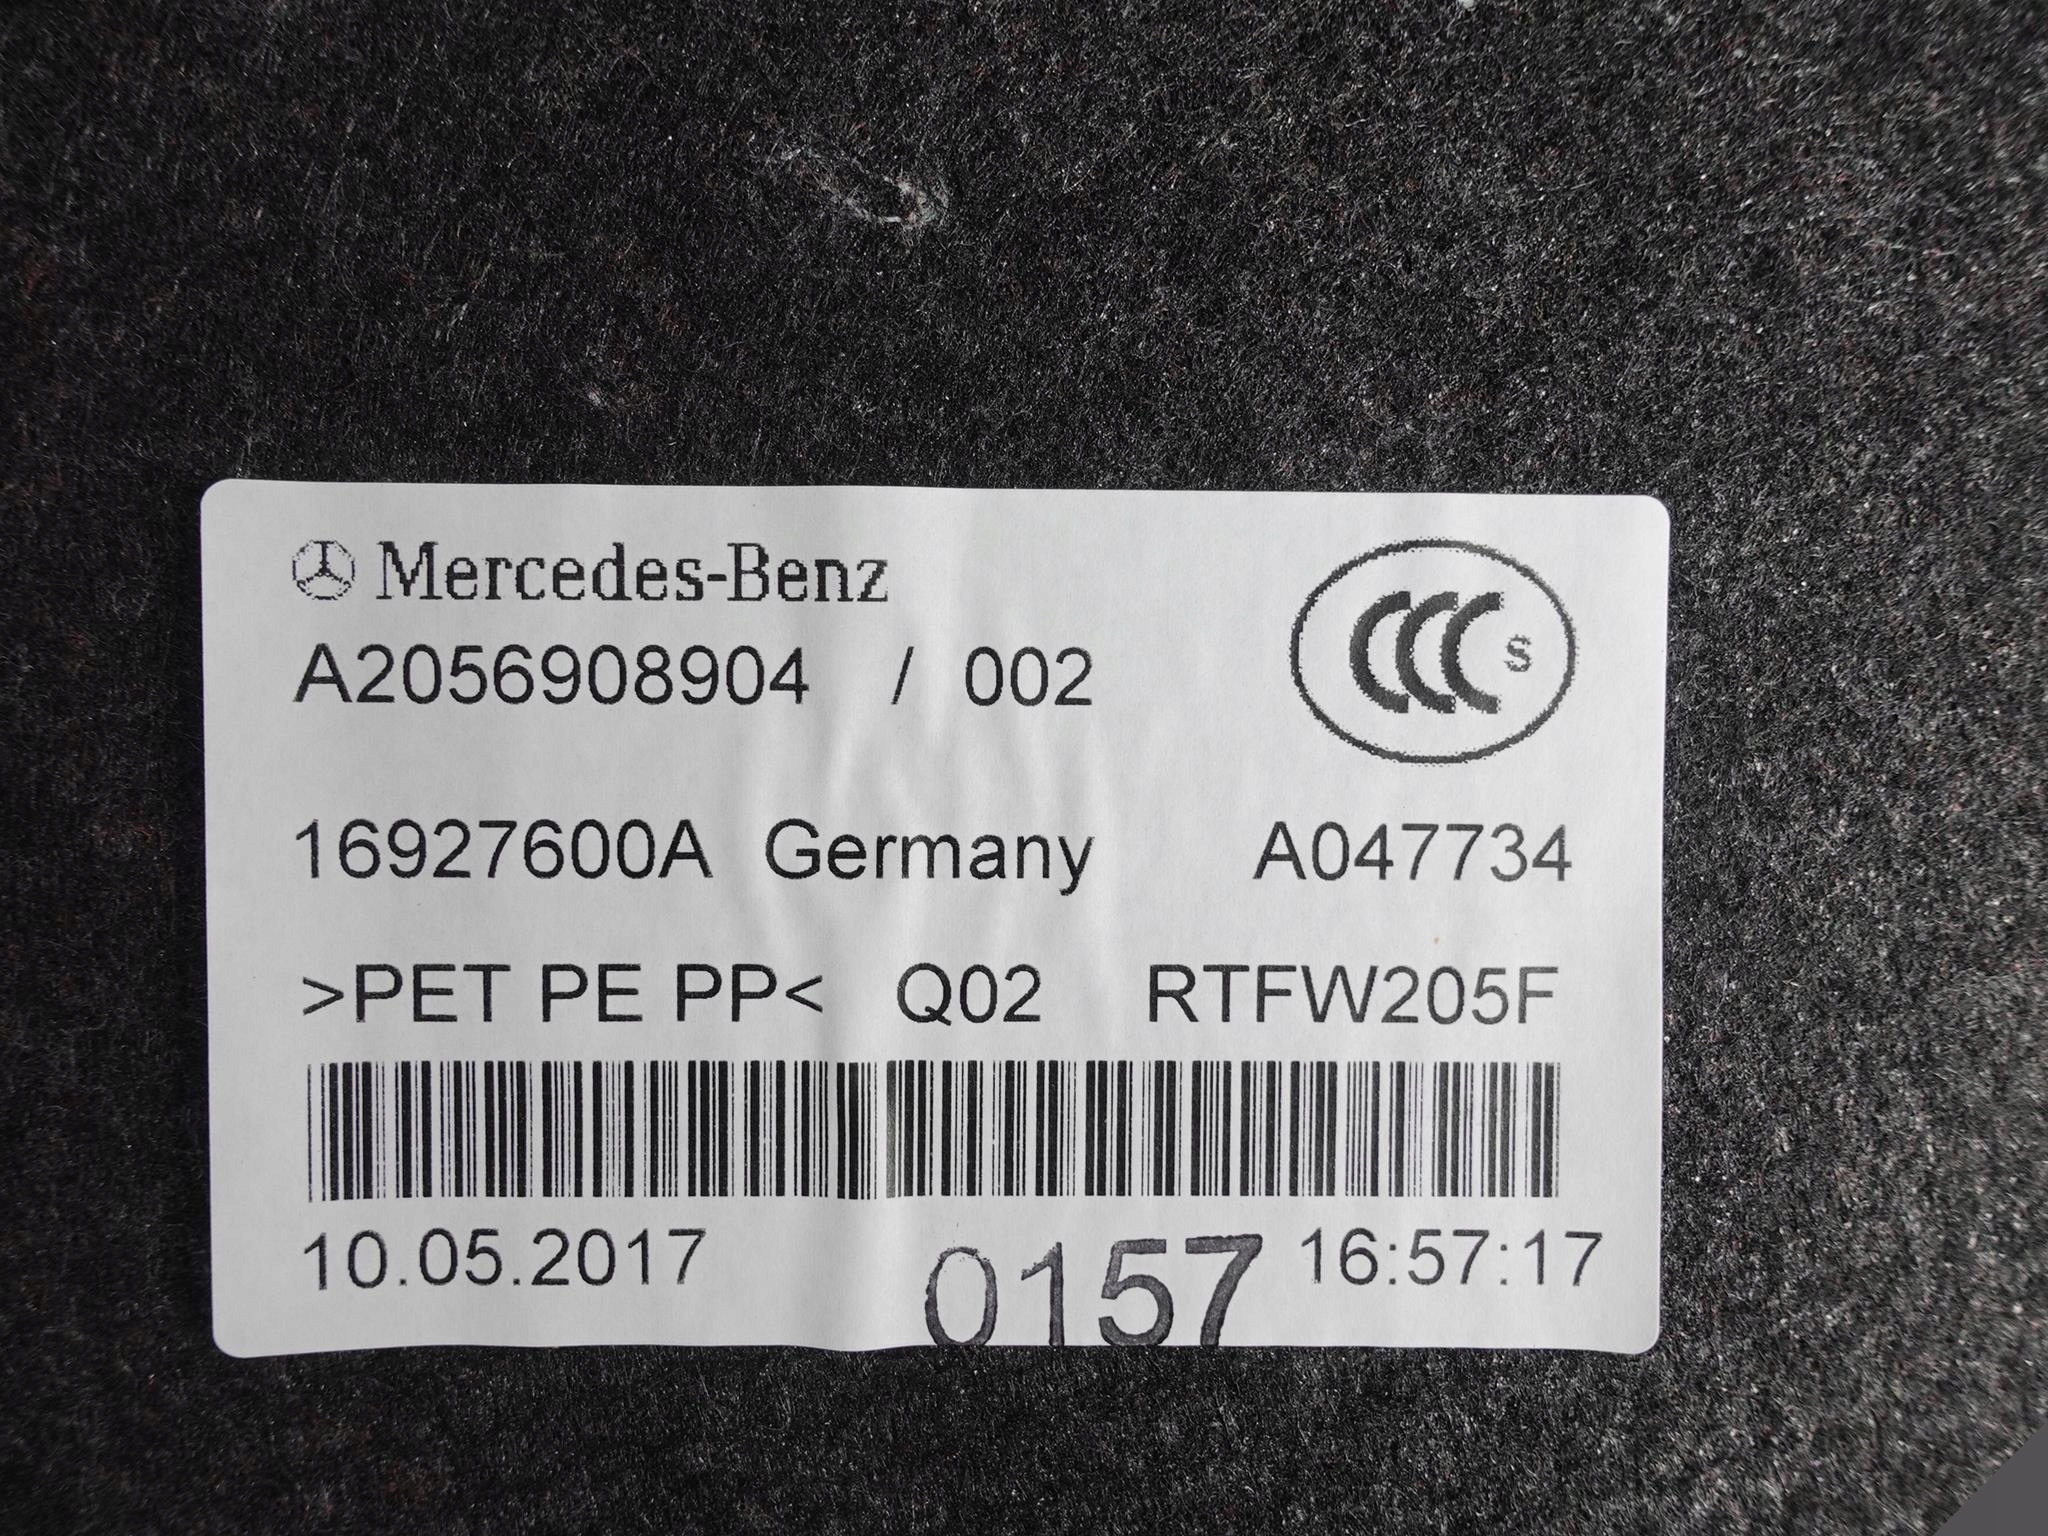 Mercedes-Benz
A2056908904 / 002
CCC S
16927600A Germany A047734
>PET PE PP< Q02 RTFW205F
10.05.2017 0157 16:57:17